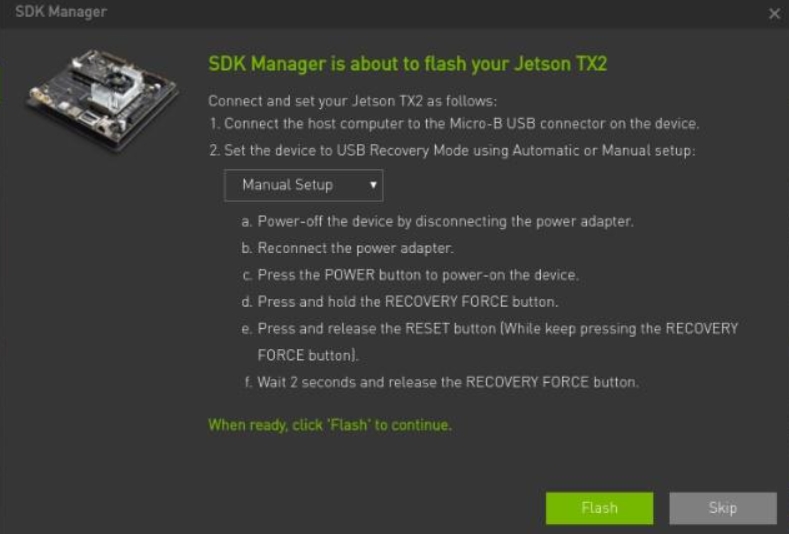 SDK Manager
SDK Manager is about to flash your Jetson TX2
Connect and set your Jetson TX2 as follows:
1. Connect the host computer to the Micro-B USB connector on the device.
2. Set the device to USB Recovery Mode using Automatic or Manual setup:
Manual Setup
a. Power-off the device by disconnecting the power adapter.
b. Reconnect the power adapter.
c. Press the POWER button to power-on the device.
d. Press and hold the RECOVERY FORCE button.
e. Press and release the RESET button (While keep pressing the RECOVERY
FORCE button).
f. Wait 2 seconds and release the RECOVERY FORCE button.
When ready, click 'Flash' to continue.
Flash Skip